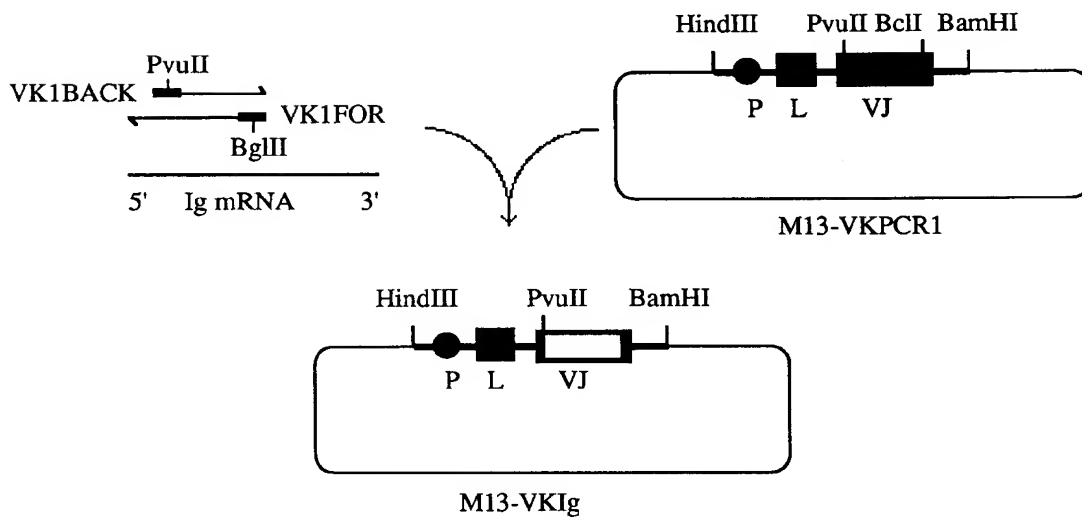 PvuII
VK1BACK
VK1FOR
BglII
5' Ig mRNA 3'
HindIII PvuII BclI BamHI
P L VJ
M13-VKPCR1
HindIII PvuII BamHI
P L VJ
M13-VKIg